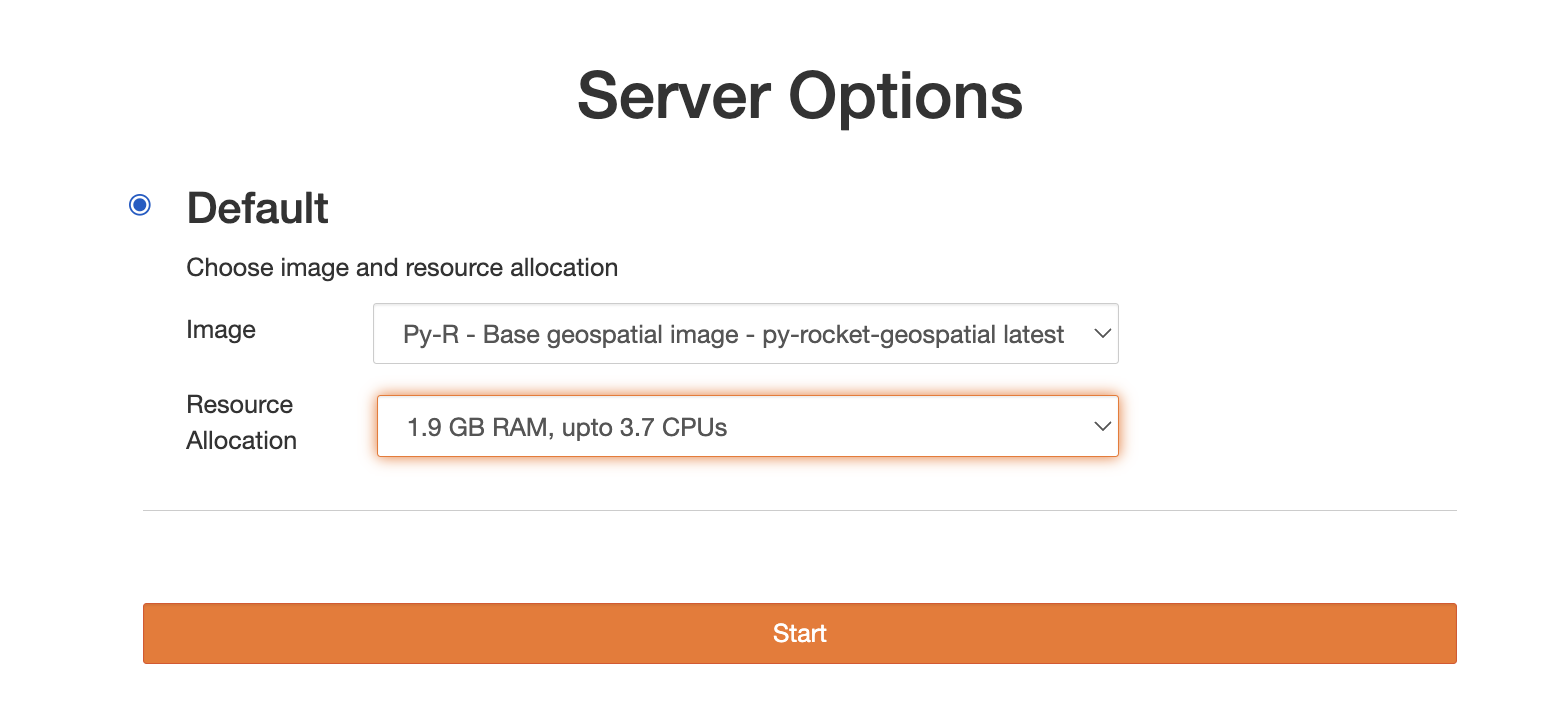 Server Options
Default
Choose image and resource allocation
Image
Py-R - Base geospatial image - py-rocket-geospatial latest
Resource
Allocation
1.9 GB RAM, upto 3.7 CPUs
Start